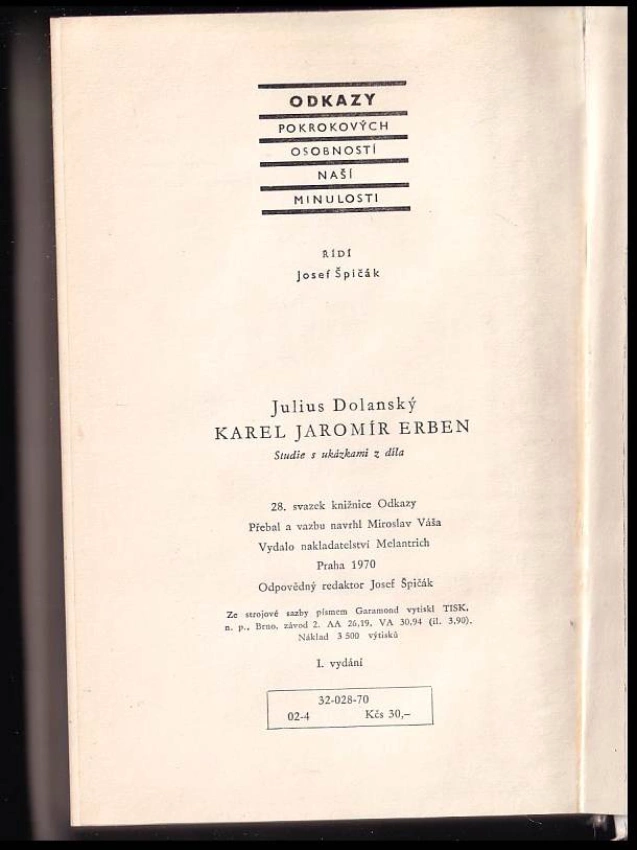 ODKAZY
POKROKOVÝCH
OSOBNOSTÍ
NAŠÍ
MINULOSTI
ŘÍDÍ
Josef Špičák
Julius Dolanský
KAREL JAROMÍR ERBEN
Studie s ukázkami z díla
28. svazek knižnice Odkazy
Přebal a vazbu navrhl Miroslav Váša
Vydalo nakladatelství Melantrich
Praha 1970
Odpovědný redaktor Josef Špičák
Ze strojové sazby písmem Garamond vytiskl TISK,
n. p., Brno, závod 2. AA 26,19, VA 30,94 (il. 3,90).
Náklad 3 500 výtisků
I. vydání
32-028-70
02-4 Kčs 30,–